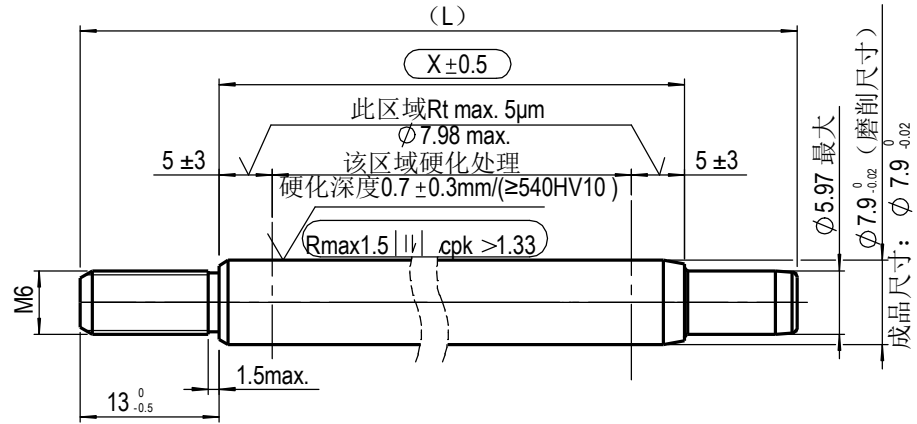 （L）
X ±0.5
此区域Rt max. 5µm
∅7.98 max.
5 ±3
该区域硬化处理
5 ±3
硬化深度0.7 ±0.3mm/(≥540HV10 )
Rmax1.5 cpk >1.33
M6
1.5max.
13 0 -0.5
∅5.97 最大
∅7.9 0 -0.02（磨削尺寸）
成品尺寸：∅ 7.9 0 -0.02